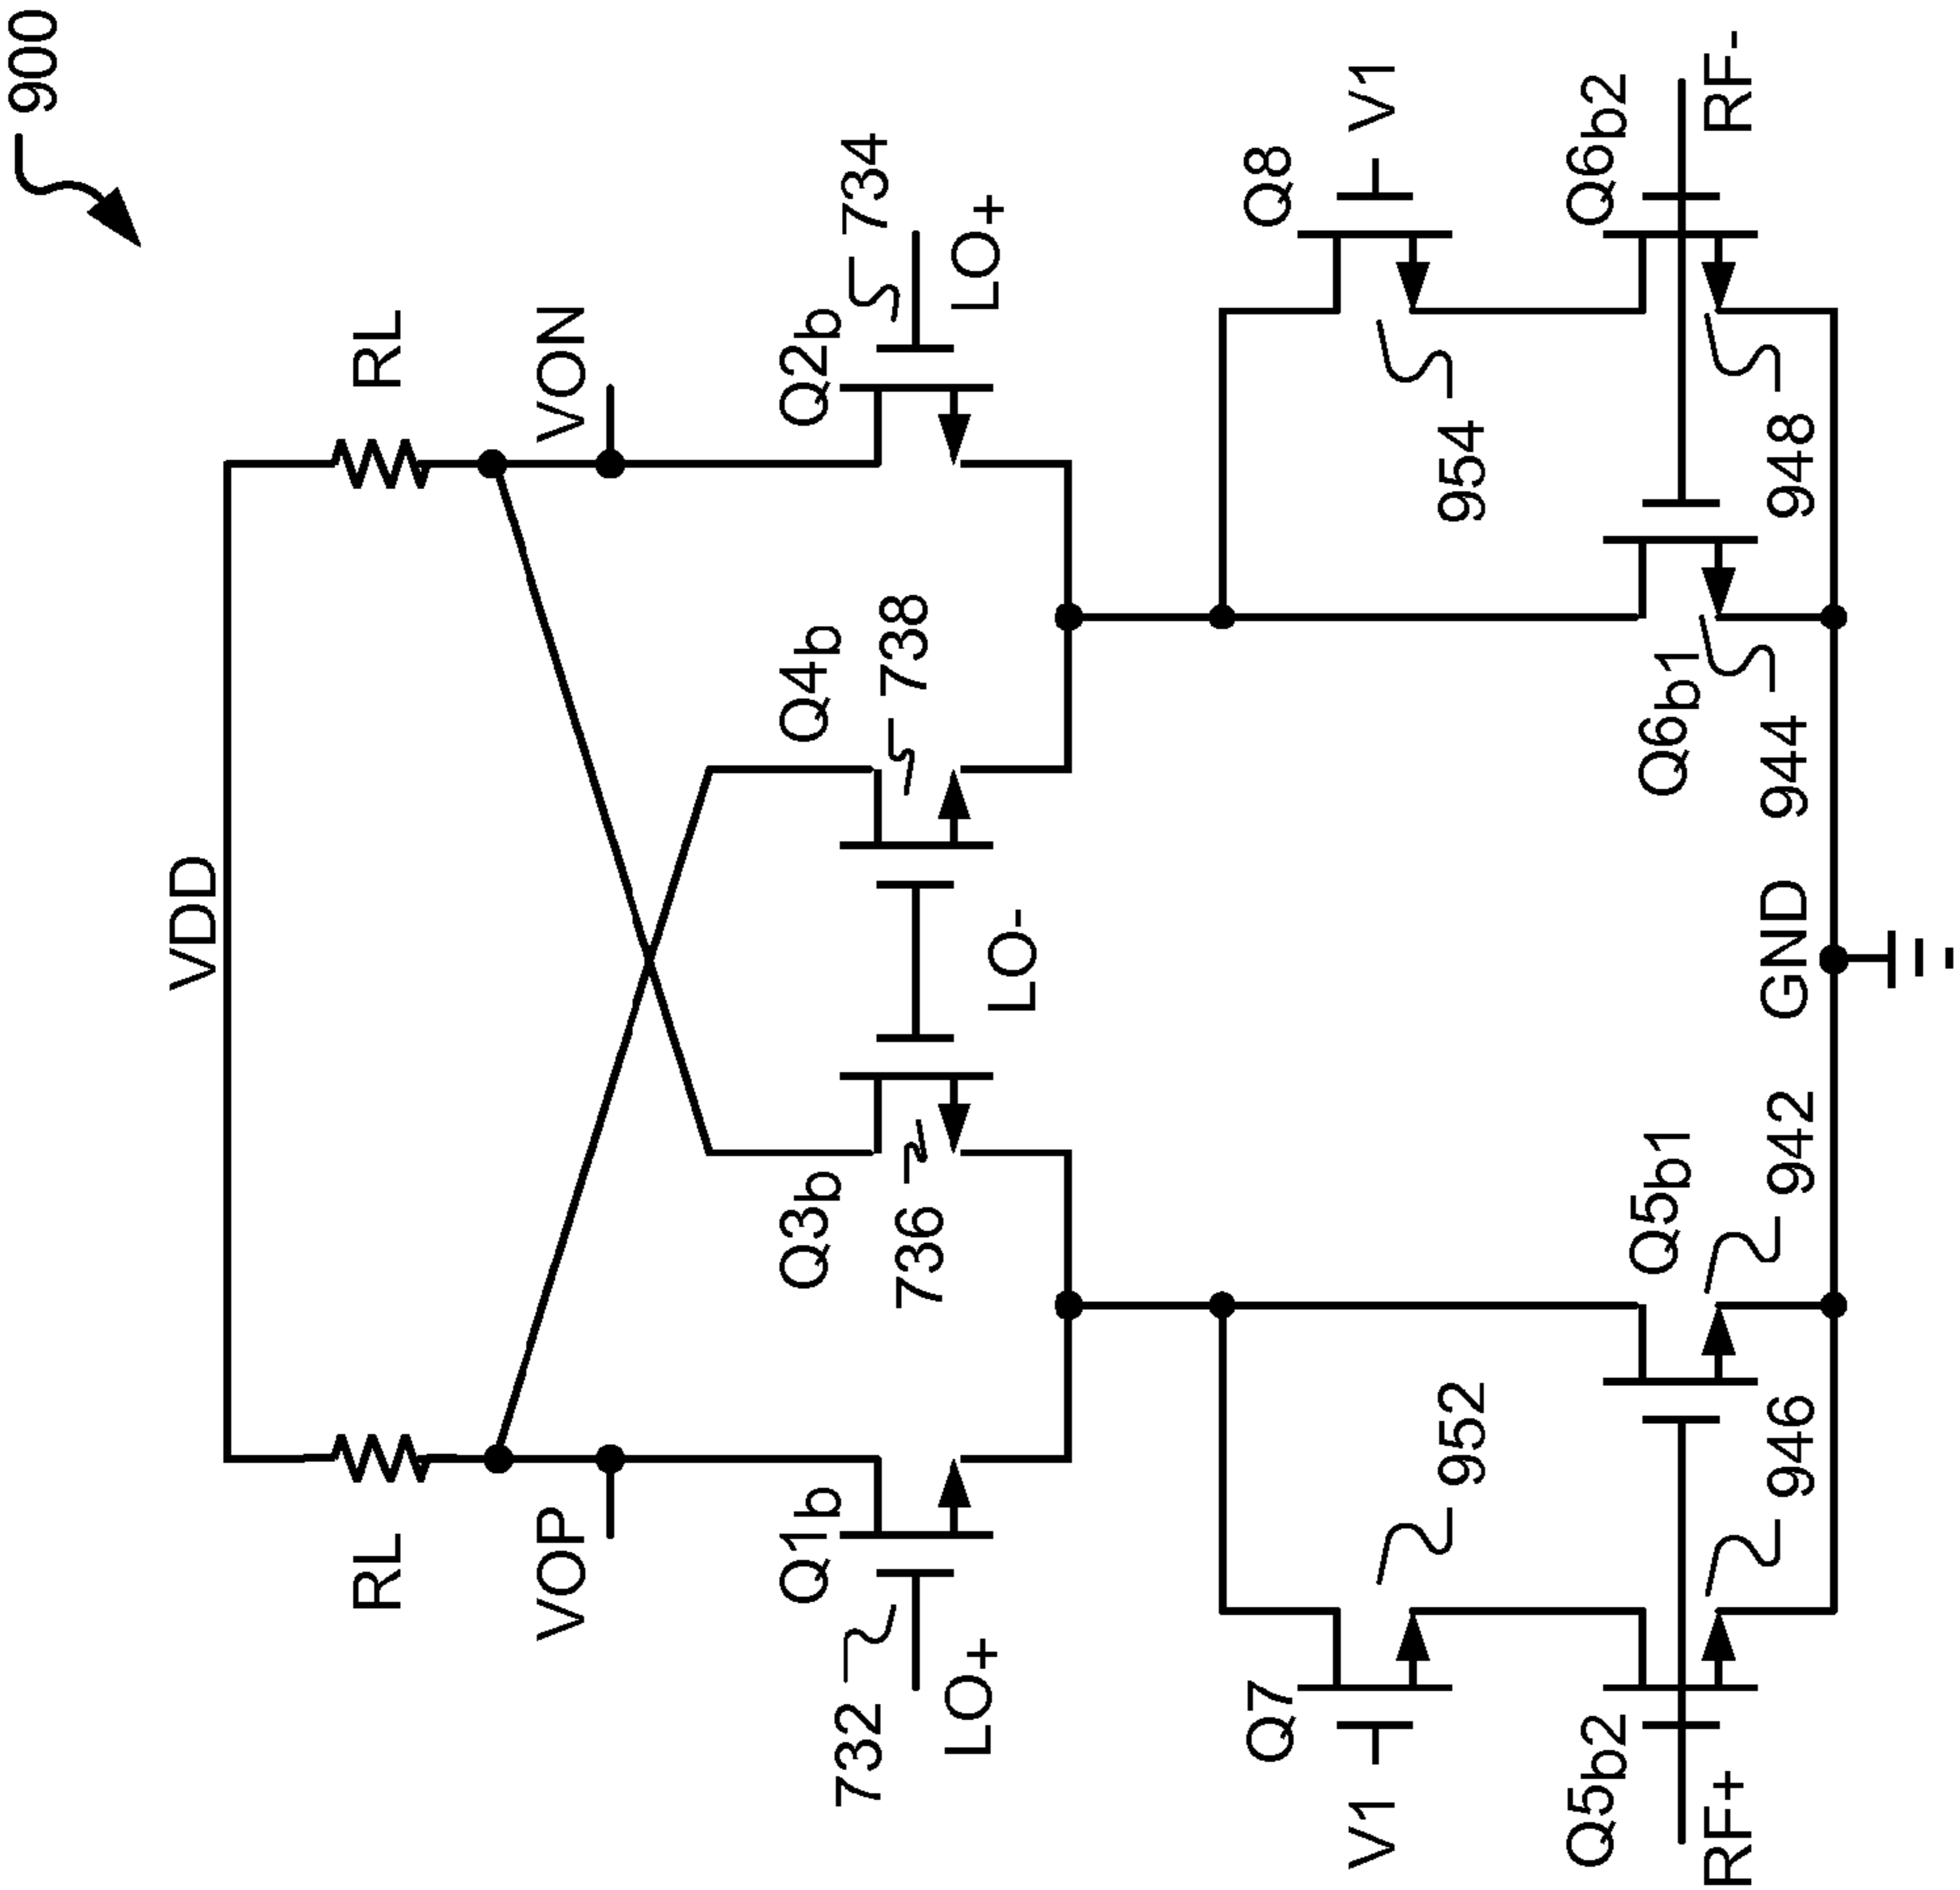 900
VDD
RL
RL
VOP
VON
Q1b
Q3b
Q4b
Q2b
732
736
738
734
LO+
LO-
LO+
Q7
Q8
V1
952
954
V1
Q5b2
Q5b1
Q6b1
Q6b2
RF+
946
942
GND
944
948
RF-